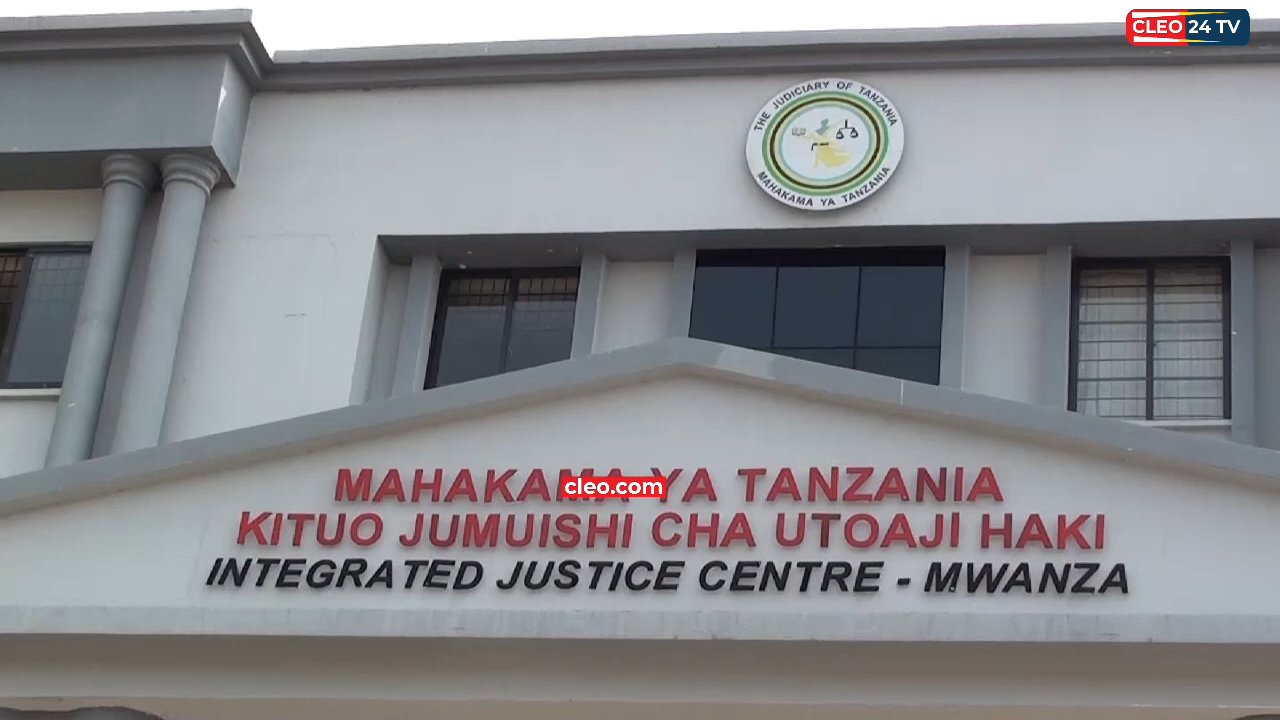 CLEO 24 TV
THE JUDICIARY OF TANZANIA
MAHAKAMA YA TANZANIA
MAHAKAMA YA TANZANIA
cleo.com
KITUO JUMUISHI CHA UTOAJI HAKI
INTEGRATED JUSTICE CENTRE - MWANZA